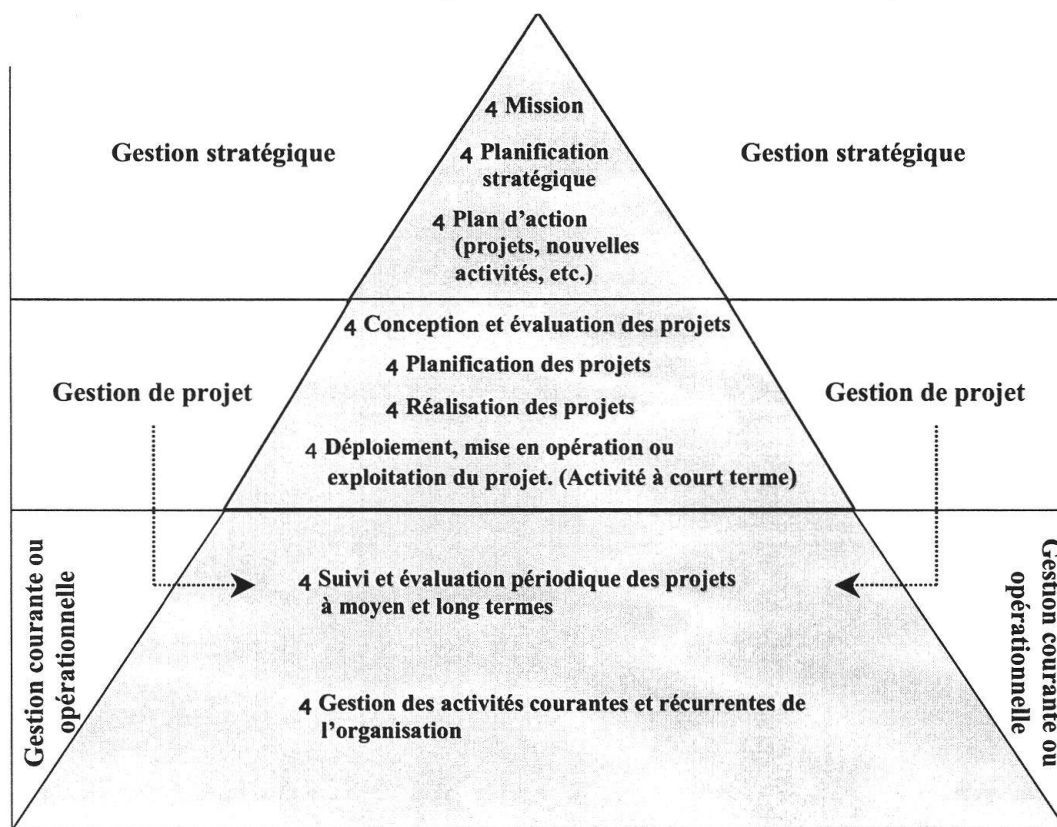 4 Mission
Gestion stratégique
4 Planification
stratégique
Gestion stratégique
4 Plan d’action
(projets, nouvelles
activités, etc.)
4 Conception et évaluation des projets
4 Planification des projets
Gestion de projet
4 Réalisation des projets
Gestion de projet
4 Déploiement, mise en opération ou
exploitation du projet. (Activité à court terme)
Gestion courante ou
opérationnelle
4 Suivi et évaluation périodique des projets
à moyen et long termes
4 Gestion des activités courantes et récurrentes de
l’organisation
Gestion courante ou
opérationnelle